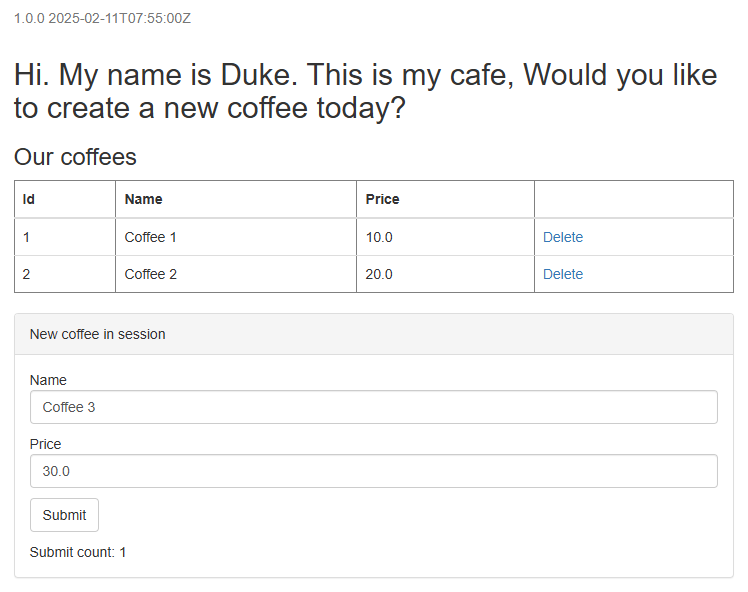 1.0.0 2025-02-11T07:55:00Z
Hi. My name is Duke. This is my cafe, Would you like
to create a new coffee today?
Our coffees
Id Name Price
1 Coffee 1 10.0 Delete
2 Coffee 2 20.0 Delete
New coffee in session
Name
Coffee 3
Price
30.0
Submit
Submit count: 1